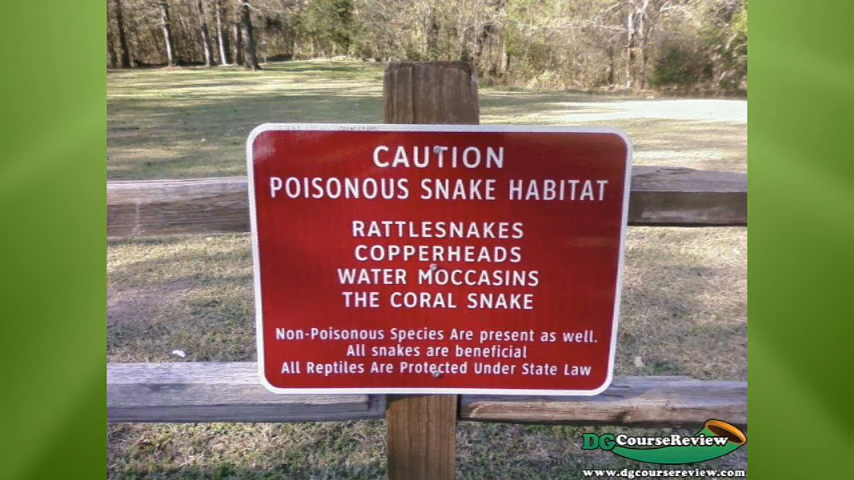 CAUTION
POISONOUS SNAKE HABITAT
RATTLESNAKES
COPPERHEADS
WATER MOCCASINS
THE CORAL SNAKE
Non-Poisonous Species Are present as well.
All snakes are beneficial
All Reptiles Are Protected Under State Law
DGCourseReview
www.dgcoursereview.com